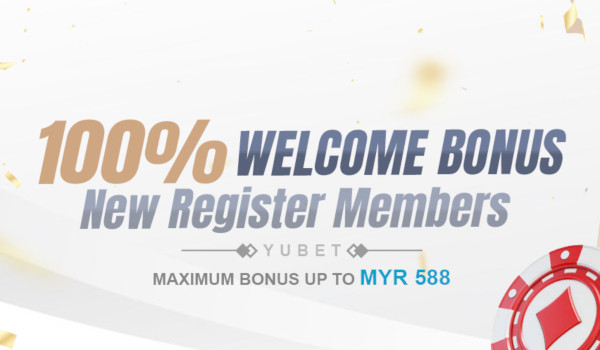 100% WELCOME BONUS
New Register Members
YUBET
MAXIMUM BONUS UP TO MYR 588